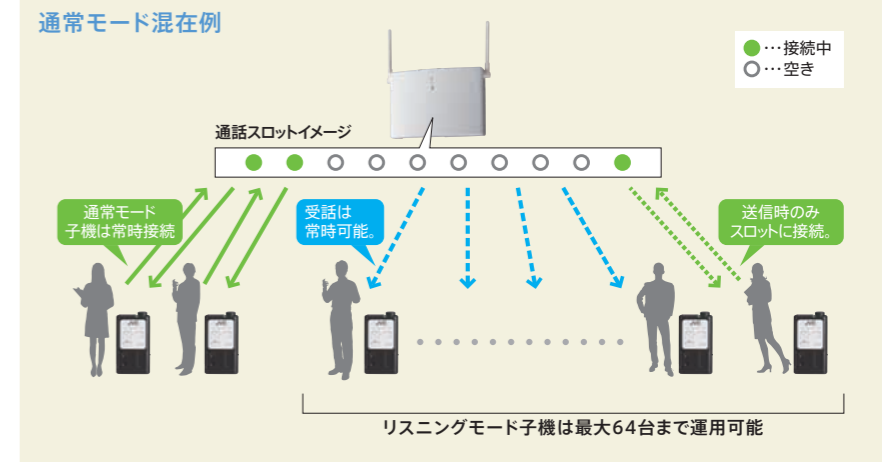 通常モード混在例
●…接続中
○…空き
通話スロットイメージ
通常モード
子機は常時接続
受話は
常時可能。
送信時のみ
スロットに接続。
リスニングモード子機は最大64台まで運用可能